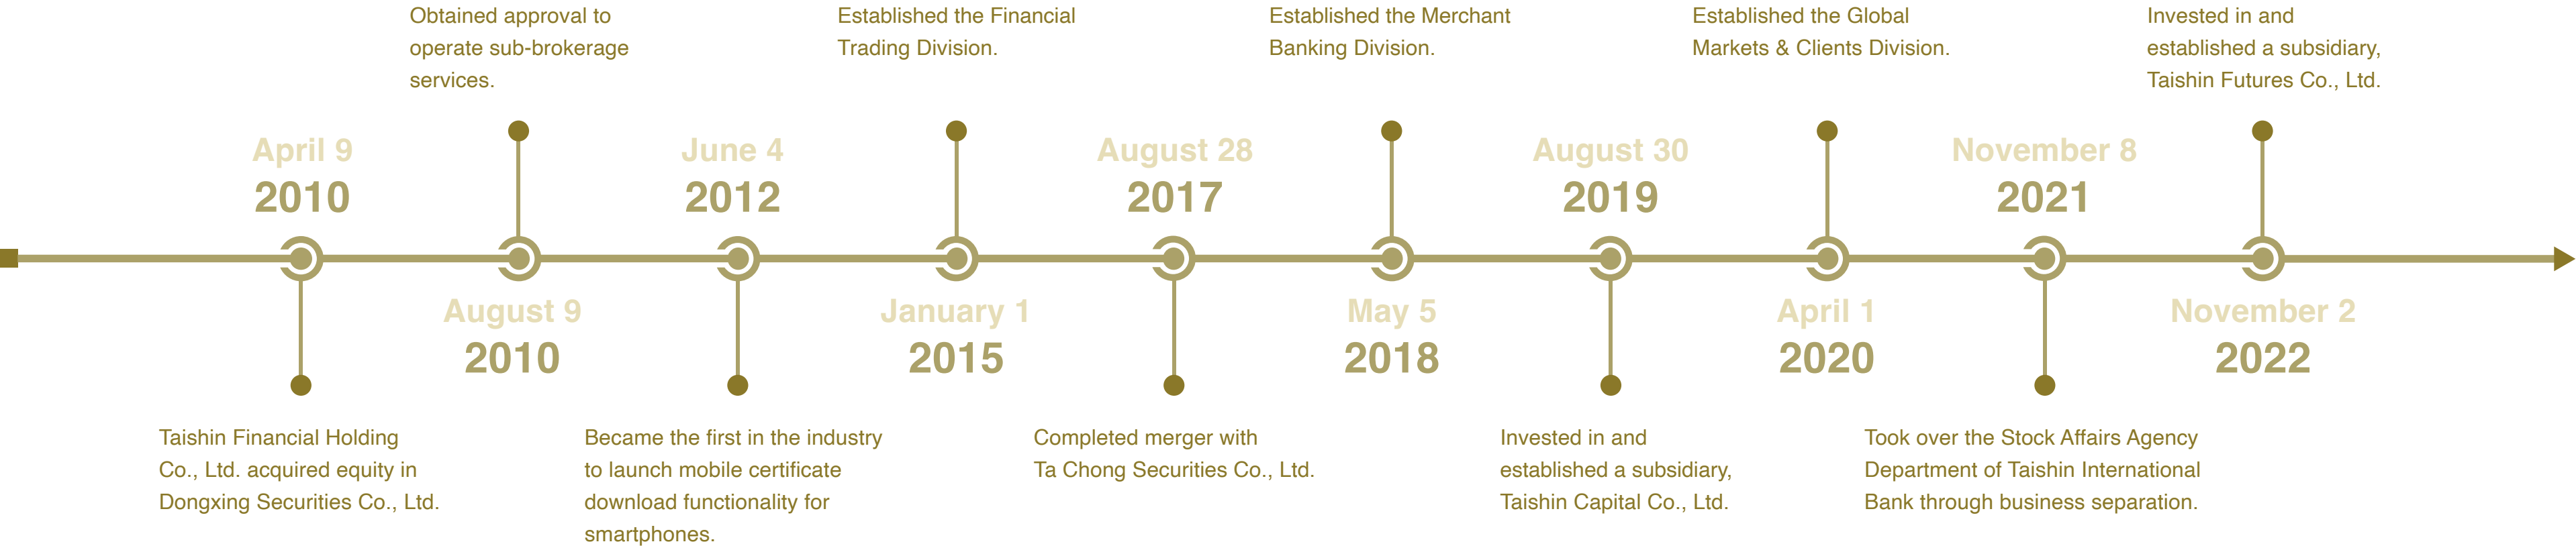 April 9
2010
Taishin Financial Holding
Co., Ltd. acquired equity in
Dongxing Securities Co., Ltd.
Obtained approval to
operate sub-brokerage
services.
August 9
2010
June 4
2012
Became the first in the industry
to launch mobile certificate
download functionality for
smartphones.
Established the Financial
Trading Division.
January 1
2015
August 28
2017
Completed merger with
Ta Chong Securities Co., Ltd.
Established the Merchant
Banking Division.
May 5
2018
August 30
2019
Invested in and
established a subsidiary,
Taishin Capital Co., Ltd.
Established the Global
Markets & Clients Division.
April 1
2020
November 8
2021
Took over the Stock Affairs Agency
Department of Taishin International
Bank through business separation.
Invested in and
established a subsidiary,
Taishin Futures Co., Ltd.
November 2
2022